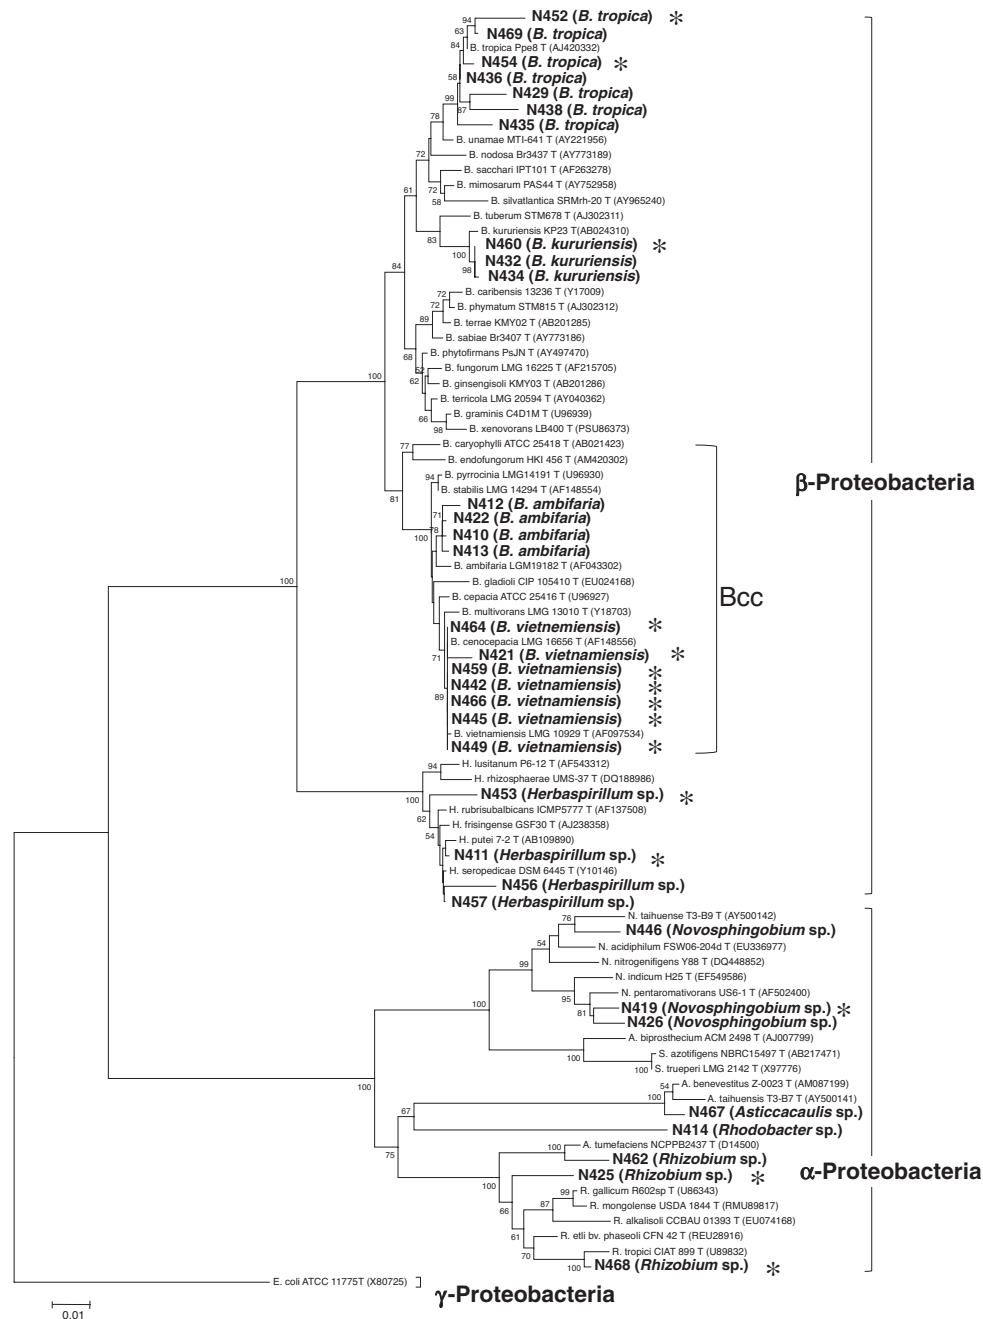 94
N452 (B. tropica) *
63
N469 (B. tropica)
84
B. tropica Ppe8 T (AJ420332)
N454 (B. tropica) *
58
N436 (B. tropica)
N429 (B. tropica)
99
87
N438 (B. tropica)
78
N435 (B. tropica)
B. unamae MTI-641 T (AY221956)
72
B. nodosa Br3437 T (AY773189)
B. sacchari IPT101 T (AF263278)
61
72
B. mimosarum PAS44 T (AY752958)
58
B. silvatlantica SRMrh-20 T (AY965240)
B. tuberum STM678 T (AJ302311)
83
B. kururiensis KP23 T(AB024310)
100
N460 (B. kururiensis) *
N432 (B. kururiensis)
84
98
N434 (B. kururiensis)
72
B. caribensis 13236 T (Y17009)
72
B. phymatum STM815 T (AJ302312)
89
B. terrae KMY02 T (AB201285)
B. sabiae Br3407 T (AY773186)
68
B. phytofirmans PsJN T (AY497470)
52
B. fungorum LMG 16225 T (AF215705)
100
62
B. ginsengisoli KMY03 T (AB201286)
B. terricola LMG 20594 T (AY040362)
66
B. graminis C4D1M T (U96939)
98
B. xenovorans LB400 T (PSU86373)
77
B. caryophylli ATCC 25418 T (AB021423)
B. endofungorum HKI 456 T (AM420302)
94
B. pyrrocinia LMG14191 T (U96930)
β-Proteobacteria
81
B. stabilis LMG 14294 T (AF148554)
N412 (B. ambifaria)
71
N422 (B. ambifaria)
78
100
N410 (B. ambifaria)
N413 (B. ambifaria)
B. ambifaria LGM19182 T (AF043302)
100
B. gladioli CIP 105410 T (EU024168)
B. cepacia ATCC 25416 T (U96927)
Bcc
B. multivorans LMG 13010 T (Y18703)
N464 (B. vietnemiensis) *
B. cenocepacia LMG 16656 T (AF148556)
71
N421 (B. vietnamiensis) *
N459 (B. vietnamiensis) *
N442 (B. vietnamiensis) *
89
N466 (B. vietnamiensis) *
N445 (B. vietnamiensis) *
B. vietnamiensis LMG 10929 T (AF097534)
N449 (B. vietnamiensis) *
94
H. lusitanum P6-12 T (AF543312)
H. rhizosphaerae UMS-37 T (DQ188986)
100
N453 (Herbaspirillum sp.) *
62
H. rubrisubalbicans ICMP5777 T (AF137508)
H. frisingense GSF30 T (AJ238358)
54
H. putei 7-2 T (AB109890)
N411 (Herbaspirillum sp.) *
H. seropedicae DSM 6445 T (Y10146)
N456 (Herbaspirillum sp.)
N457 (Herbaspirillum sp.)
76
N. taihuense T3-B9 T (AY500142)
N446 (Novosphingobium sp.)
54
N. acidiphilum FSW06-204d T (EU336977)
99
N. nitrogenifigens Y88 T (DQ448852)
N. indicum H25 T (EF549586)
95
N. pentaromativorans US6-1 T (AF502400)
100
81
N419 (Novosphingobium sp.) *
N426 (Novosphingobium sp.)
A. biprosthecium ACM 2498 T (AJ007799)
100
S. azotifigens NBRC15497 T (AB217471)
100
S. trueperi LMG 2142 T (X97776)
100
54
A. benevestitus Z-0023 T (AM087199)
100
A. taihuensis T3-B7 T (AY500141)
67
N467 (Asticcacaulis sp.)
N414 (Rhodobacter sp.)
75
100
A. tumefaciens NCPPB2437 T (D14500)
N462 (Rhizobium sp.)
α-Proteobacteria
100
N425 (Rhizobium sp.) *
99
R. gallicum R602sp T (U86343)
66
87
R. mongolense USDA 1844 T (RMU89817)
R. alkalisoli CCBAU 01393 T (EU074168)
61
R. etli bv. phaseoli CFN 42 T (REU28916)
70
R. tropici CIAT 899 T (U89832)
100
N468 (Rhizobium sp.) *
E. coli ATCC 11775T (X80725)
γ-Proteobacteria
0.01